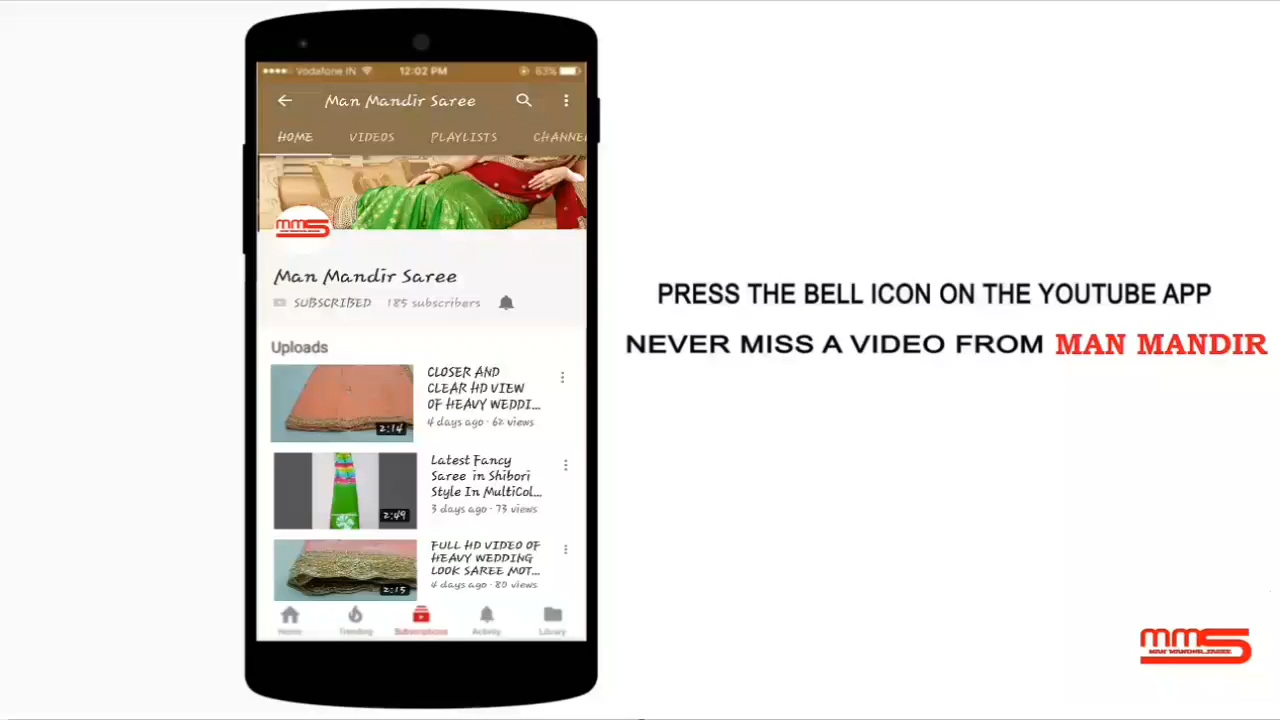 Vodafone IN 12:02 PM 63%
Man Mandir Saree
HOME VIDEOS PLAYLISTS CHANNE
mms
Man Mandir Saree
SUBSCRIBED 185 subscribers
Uploads
CLOSER AND
CLEAR HD VIEW
OF HEAVY WEDDI...
4 days ago · 62 views
2:14
Latest Fancy
Saree in Shibori
Style In MultiCol...
3 days ago · 73 views
2:49
FULL HD VIDEO OF
HEAVY WEDDING
LOOK SAREE MOT...
4 days ago · 80 views
2:15
Home Trending Subscriptions Activity Library
PRESS THE BELL ICON ON THE YOUTUBE APP
NEVER MISS A VIDEO FROM MAN MANDIR
mms
MAN MANDIR SAREE